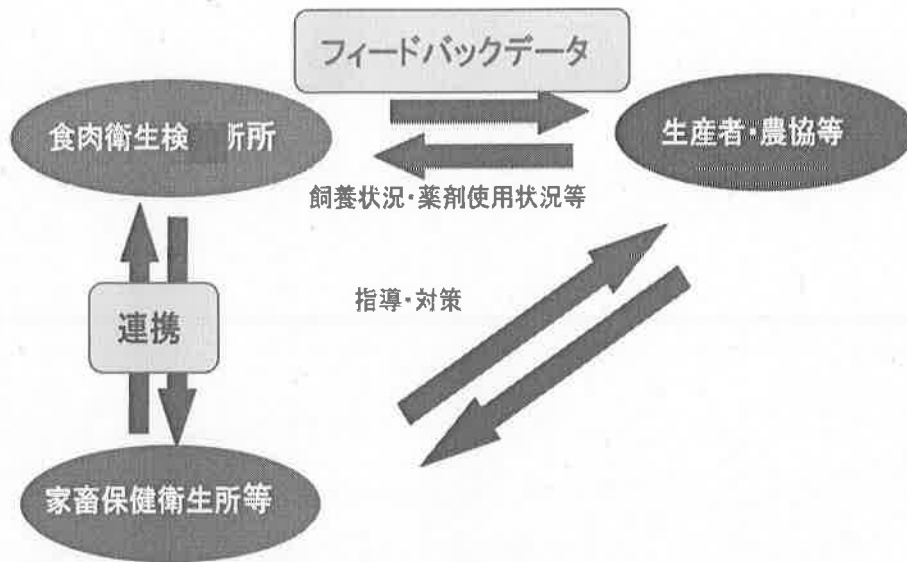 フィードバックデータ
食肉衛生検 所
生産者・農協等
飼養状況・薬剤使用状況等
指導・対策
連携
家畜保健衛生所等